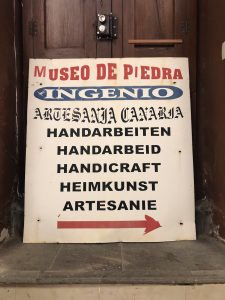 MUSEO DE PIEDRA
INGENIO
ARTESANIA CANARIA
HANDARBEITEN
HANDARBEID
HANDICRAFT
HEIMKUNST
ARTESANIE